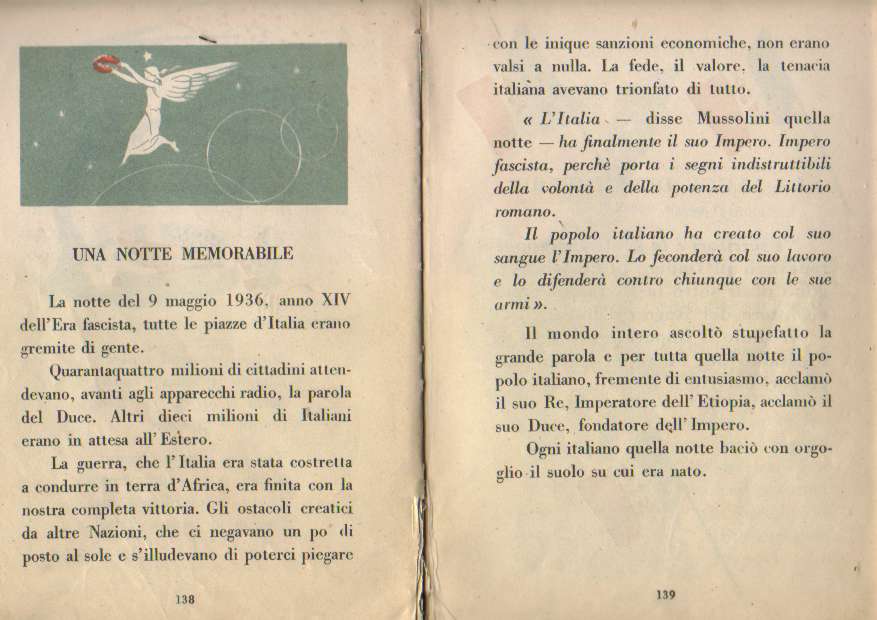 UNA NOTTE MEMORABILE
La notte del 9 maggio 1936, anno XIV
dell'Era fascista, tutte le piazze d'Italia erano
gremite di gente.
Quarantaquattro milioni di cittadini atten-
devano, avanti agli apparecchi radio, la parola
del Duce. Altri dieci milioni di Italiani
erano in attesa all'Estero.
La guerra, che l'Italia era stata costretta
a condurre in terra d'Africa, era finita con la
nostra completa vittoria. Gli ostacoli creatici
da altre Nazioni, che ci negavano un po' di
posto al sole e s'illudevano di poterci piegare
138
con le inique sanzioni economiche, non erano
valsi a nulla. La fede, il valore, la tenacia
italiana avevano trionfato di tutto.
« L'Italia — disse Mussolini quella
notte — ha finalmente il suo Impero. Impero
fascista, perchè porta i segni indistruttibili
della volontà e della potenza del Littorio
romano.
Il popolo italiano ha creato col suo
sangue l'Impero. Lo feconderà col suo lavoro
e lo difenderà contro chiunque con le sue
armi ».
Il mondo intero ascoltò stupefatto la
grande parola e per tutta quella notte il po-
polo italiano, fremente di entusiasmo, acclamò
il suo Re, Imperatore dell'Etiopia, acclamò il
suo Duce, fondatore dell'Impero.
Ogni italiano quella notte baciò con orgo-
glio il suolo su cui era nato.
139